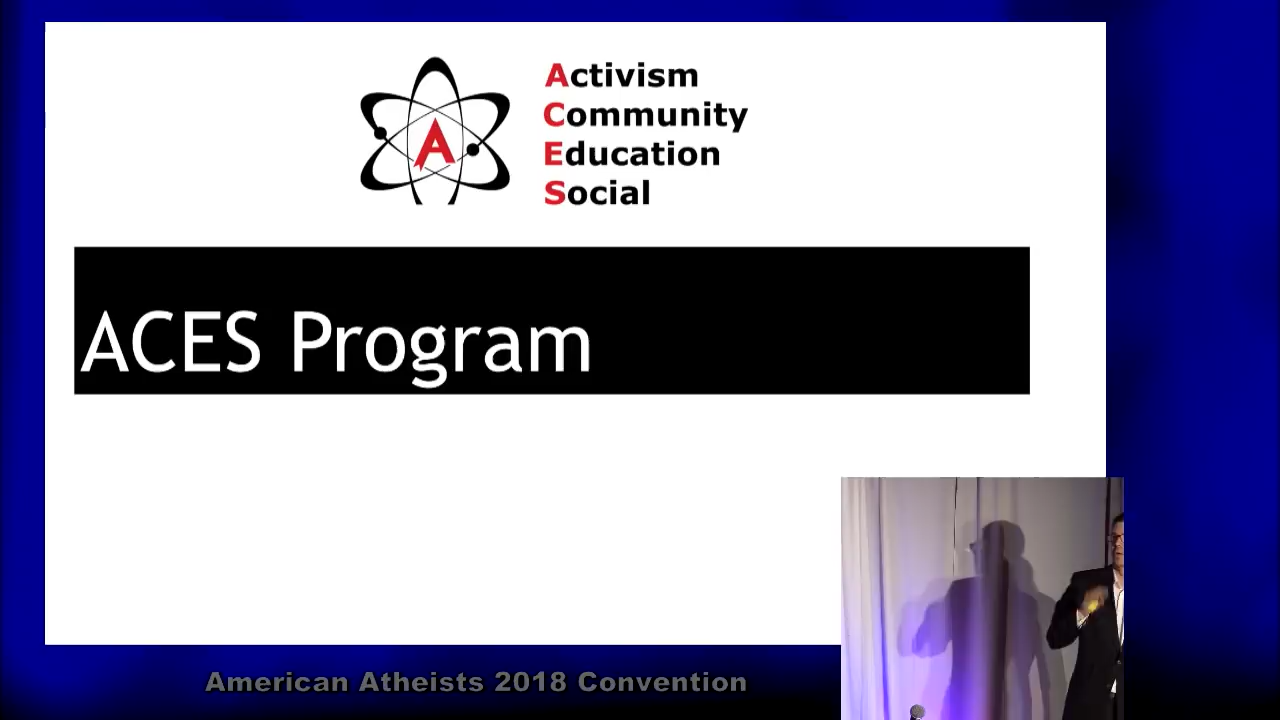 A
Activism
Community
Education
Social
ACES Program
American Atheists 2018 Convention